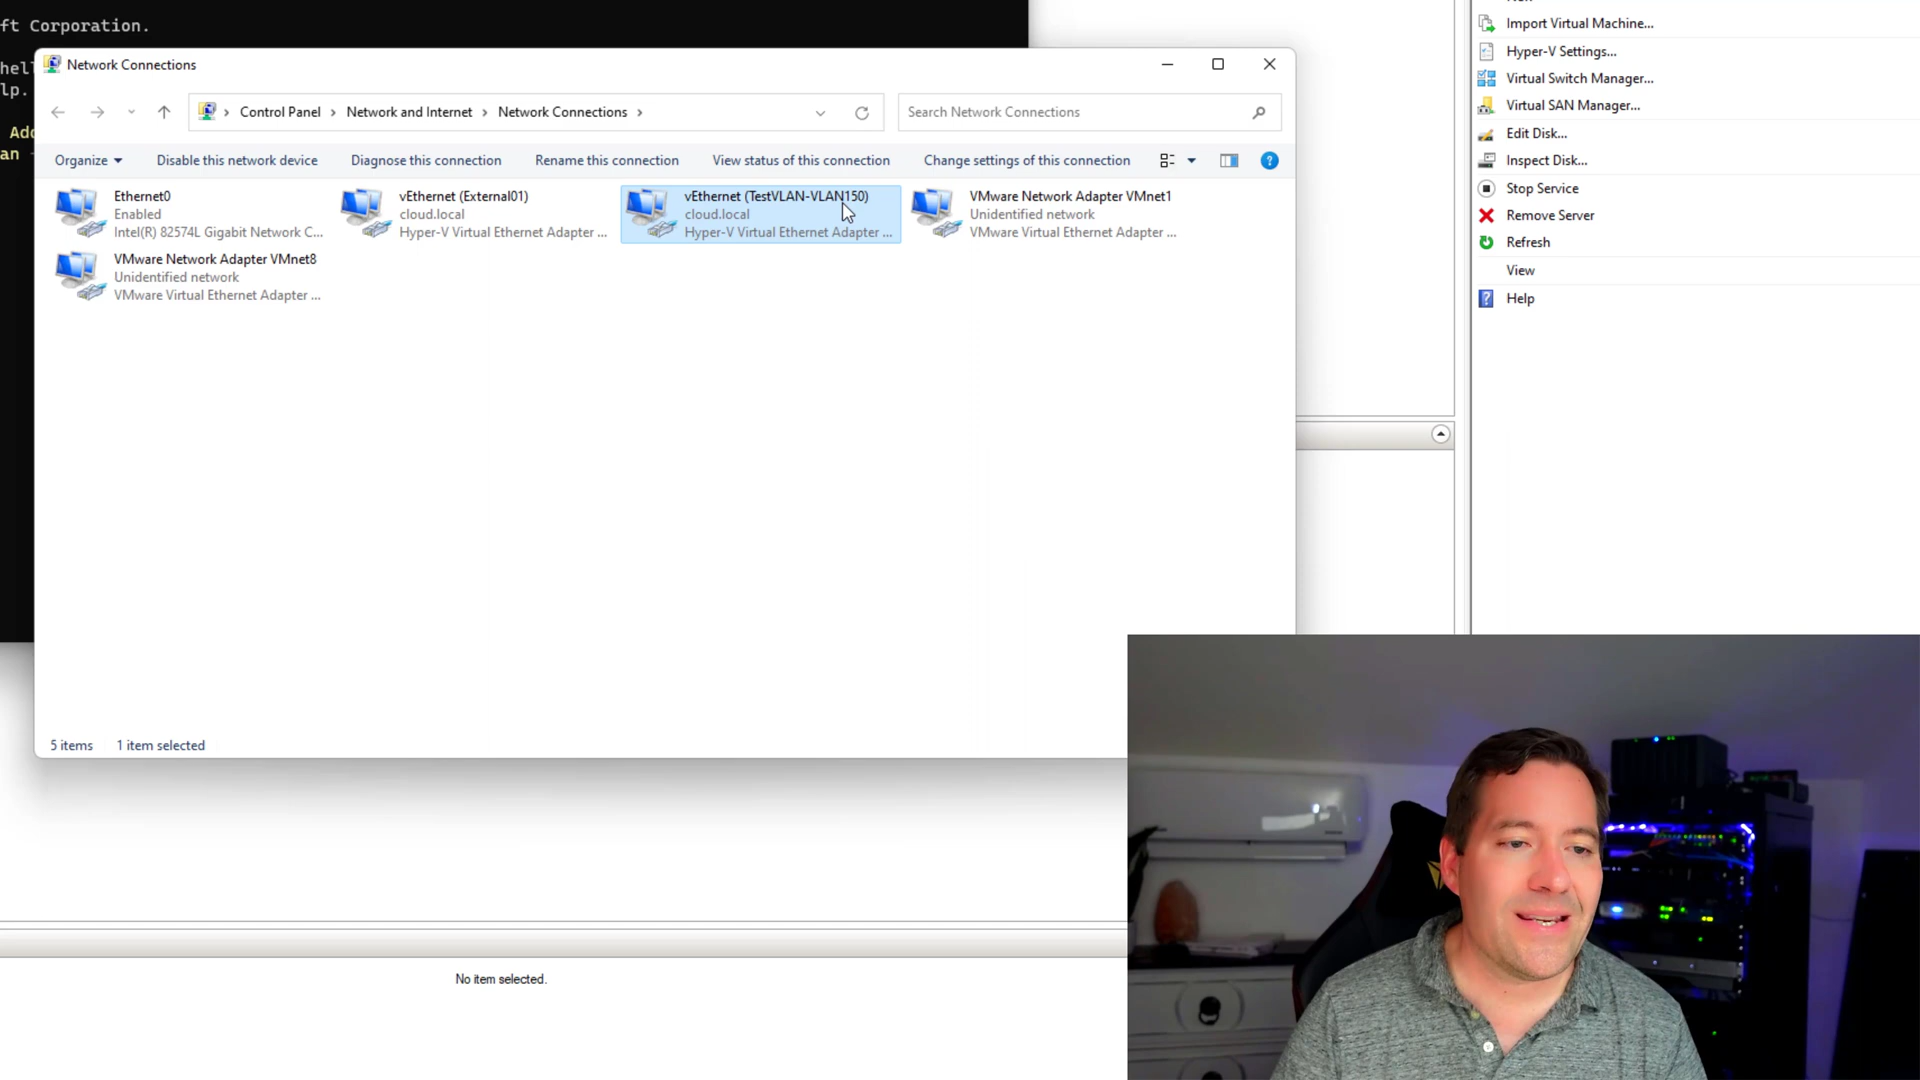 ft Corporation.
hell
lp.
Add
an
Network Connections
Control Panel
Network and Internet
Network Connections
Search Network Connections
Organize
Disable this network device
Diagnose this connection
Rename this connection
View status of this connection
Change settings of this connection
Ethernet0
Enabled
Intel(R) 82574L Gigabit Network C...
vEthernet (External01)
cloud.local
Hyper-V Virtual Ethernet Adapter ...
vEthernet (TestVLAN-VLAN150)
cloud.local
Hyper-V Virtual Ethernet Adapter ...
VMware Network Adapter VMnet1
Unidentified network
VMware Virtual Ethernet Adapter ...
VMware Network Adapter VMnet8
Unidentified network
VMware Virtual Ethernet Adapter ...
5 items
1 item selected
No item selected.
Import Virtual Machine...
Hyper-V Settings...
Virtual Switch Manager...
Virtual SAN Manager...
Edit Disk...
Inspect Disk...
Stop Service
Remove Server
Refresh
View
Help